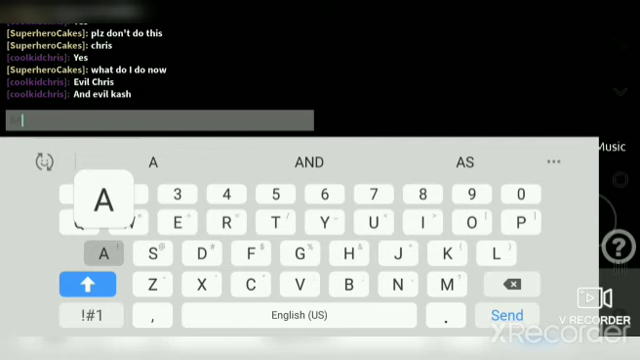 [SuperheroCakes]: plz don't do this
[SuperheroCakes]: chris
[coolkidchris]: Yes
[SuperheroCakes]: what do I do now
[coolkidchris]: Evil Chris
[coolkidchris]: And evil kash
Music
A AND AS ...
A 3 4 5 6 7 8 9 0
E R T Y U I O P
A S D F G H J K L
Z X C V B N M
!#1 , English (US) . Send
?
V RECORDER
XRecorder